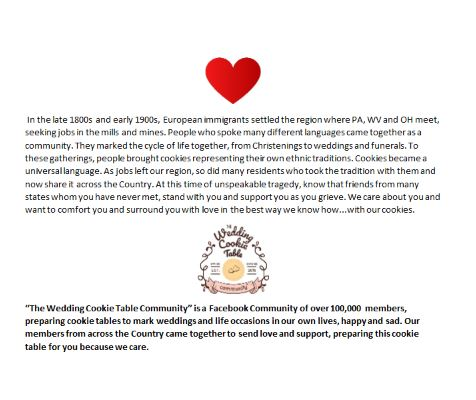 In the late 1800s and early 1900s, European immigrants settled the region where PA, WV and OH meet,
seeking jobs in the mills and mines. People who spoke many different languages came together as a
community. They marked the cycle of life together, from Christenings to weddings and funerals. To
these gatherings, people brought cookies representing their own ethnic traditions. Cookies became a
universal language. As jobs left our region, so did many residents who took the tradition with them and
now share it across the Country. At this time of unspeakable tragedy, know that friends from many
states whom you have never met, stand with you and support you as you grieve. We care about you and
want to comfort you and surround you with love in the best way we know how...with our cookies.
THE
Wedding
Cookie
Table
Community
"The Wedding Cookie Table Community" is a Facebook Community of over 100,000 members,
preparing cookie tables to mark weddings and life occasions in our own lives, happy and sad. Our
members from across the Country came together to send love and support, preparing this cookie
table for you because we care.